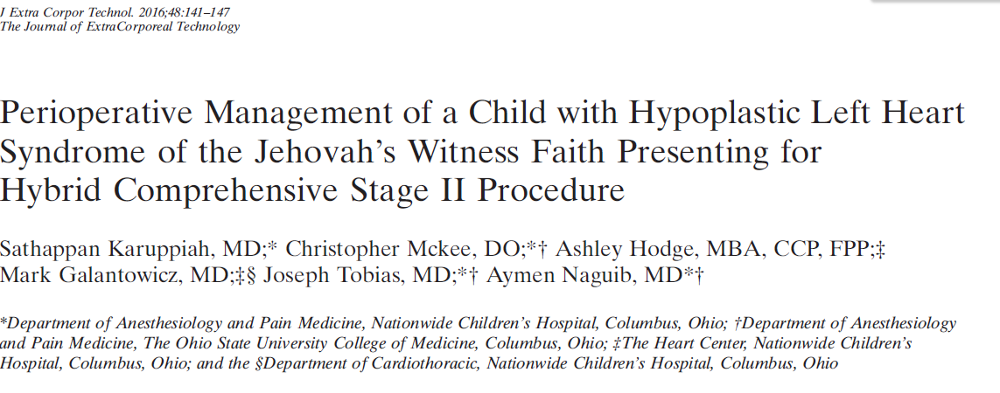 J Extra Corpor Technol. 2016;48:141–147
The Journal of ExtraCorporeal Technology
Perioperative Management of a Child with Hypoplastic Left Heart
Syndrome of the Jehovah’s Witness Faith Presenting for
Hybrid Comprehensive Stage II Procedure
Sathappan Karuppiah, MD;* Christopher Mckee, DO;*† Ashley Hodge, MBA, CCP, FPP;‡
Mark Galantowicz, MD;‡§ Joseph Tobias, MD;*† Aymen Naguib, MD*†
*Department of Anesthesiology and Pain Medicine, Nationwide Children’s Hospital, Columbus, Ohio; †Department of Anesthesiology
and Pain Medicine, The Ohio State University College of Medicine, Columbus, Ohio; ‡The Heart Center, Nationwide Children’s
Hospital, Columbus, Ohio; and the §Department of Cardiothoracic, Nationwide Children’s Hospital, Columbus, Ohio